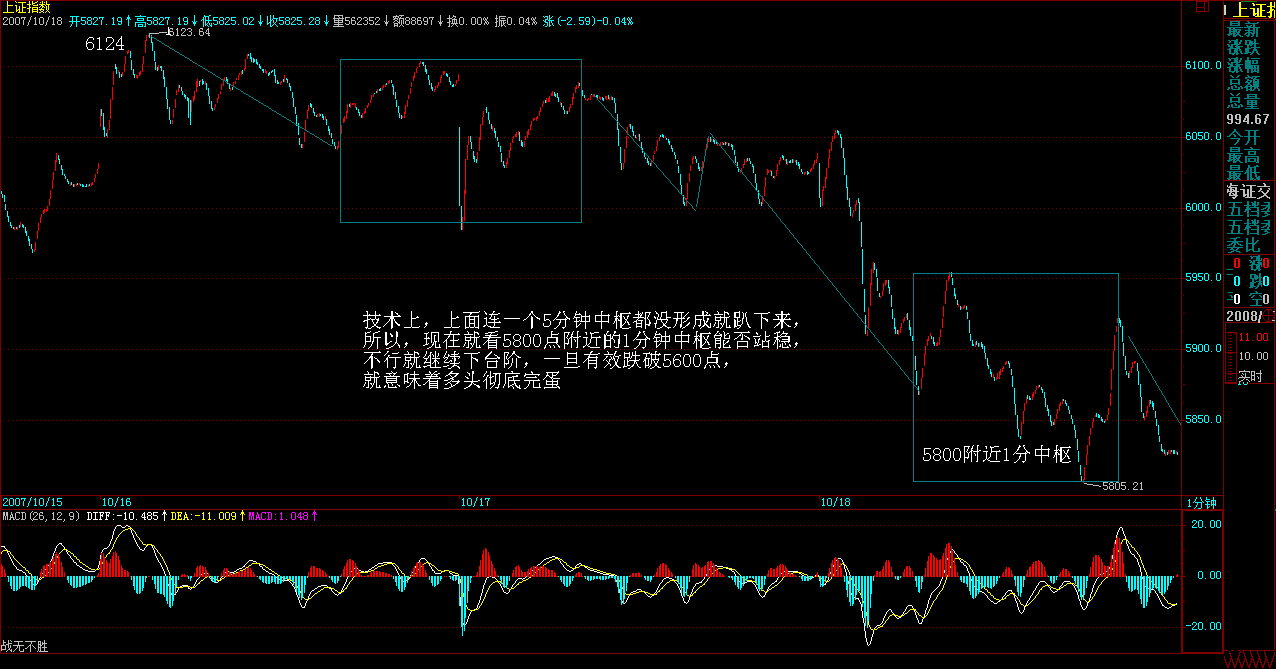 上证指数
2007/10/18 开5827.19↑高5827.19↓低5825.02↓收5825.28↓量562352↓额88697↓换0.00% 振0.04% 涨(-2.59)-0.04%
6124
6123.64
6100.0
6050.0
6000.0
5950.0
5900.0
5850.0
技术上，上面连一个5分钟中枢都没形成就趴下来，
所以，现在就看5800点附近的1分钟中枢能否站稳，
不行就继续下台阶，一旦有效跌破5600点，
就意味着多头彻底完蛋
5800附近1分中枢
5805.21
2007/10/15 10/16 10/17 10/18 1分钟
MACD(26,12,9) DIFF:-10.485↑DEA:-11.009↑MACD:1.048↑
20.00
0.00
-20.00
战无不胜
上证指
最新
涨跌
涨幅
总额
总量
994.67
今开
最高
最低
海证交
五档
五档
委比
0 涨0
0 跌0
0 空0
2008/
11.00
10.00
实时